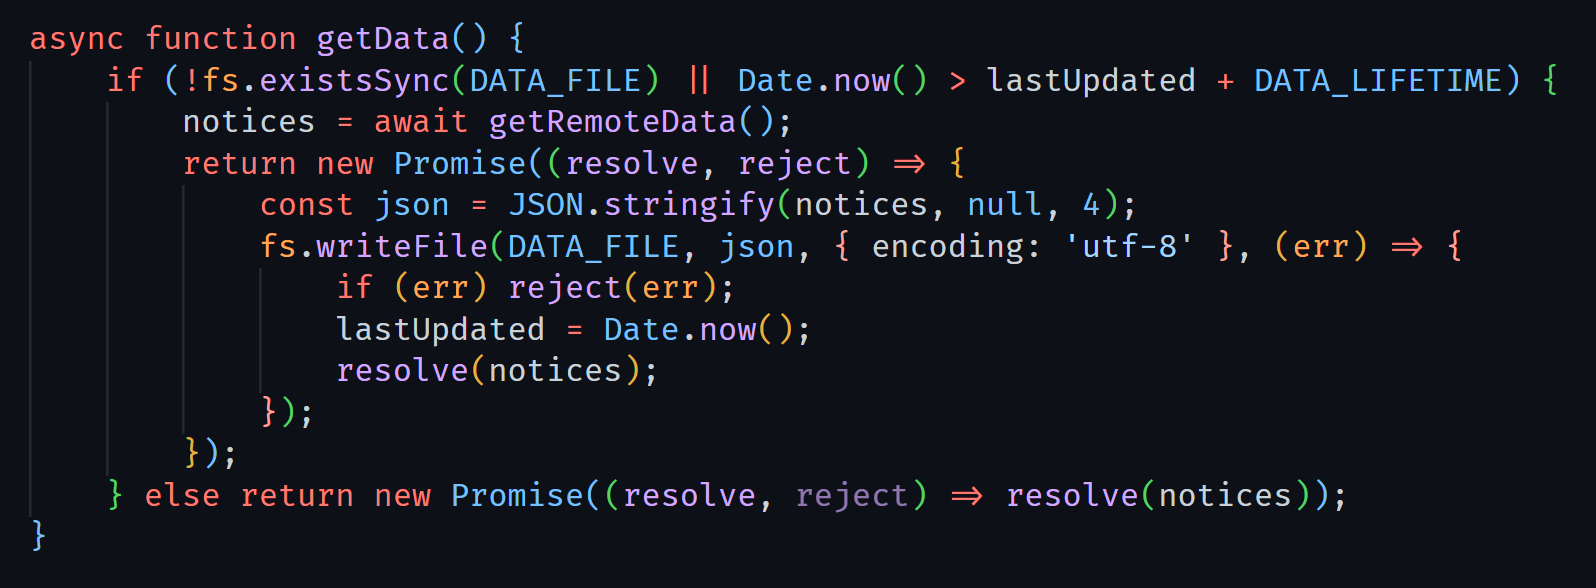 async function getData() {
    if (!fs.existsSync(DATA_FILE) || Date.now() > lastUpdated + DATA_LIFETIME) {
        notices = await getRemoteData();
        return new Promise((resolve, reject) => {
            const json = JSON.stringify(notices, null, 4);
            fs.writeFile(DATA_FILE, json, { encoding: 'utf-8' }, (err) => {
                if (err) reject(err);
                lastUpdated = Date.now();
                resolve(notices);
            });
        });
    } else return new Promise((resolve, reject) => resolve(notices));
}